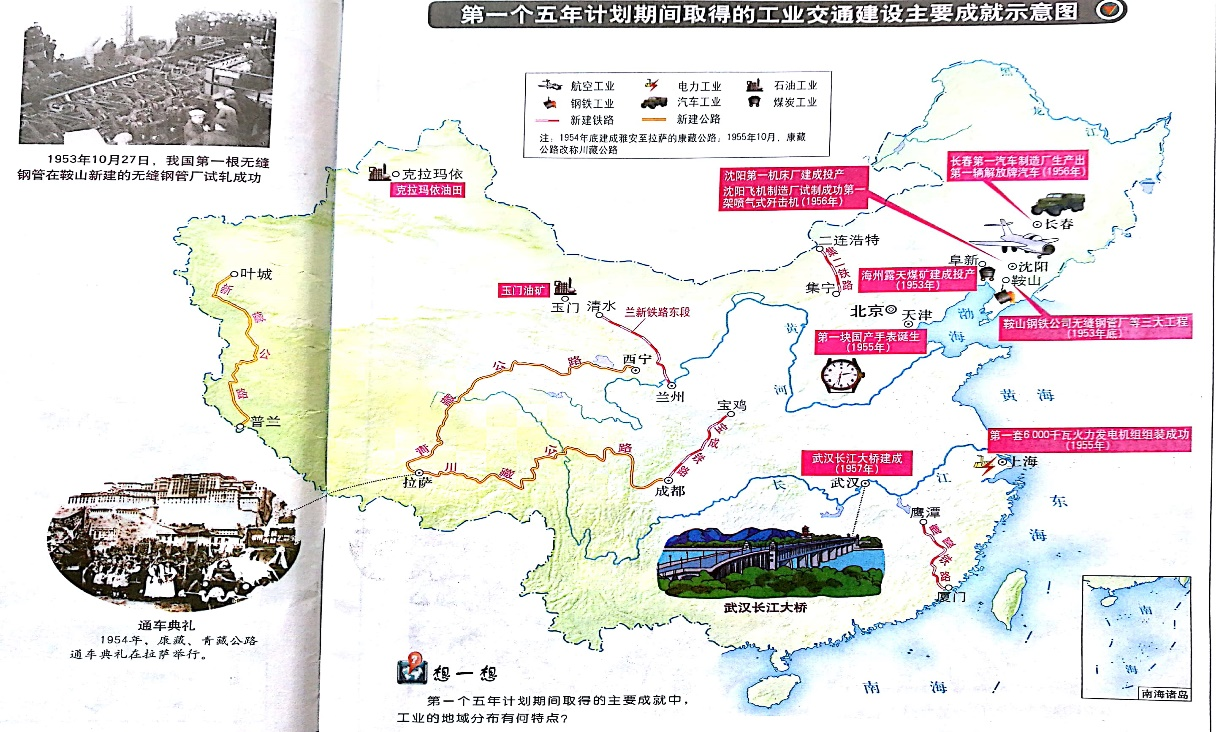 第一个五年计划期间取得的工业交通建设主要成就示意图
1953年10月27日，我国第一根无缝
钢管在鞍山新建的无缝钢管厂试轧成功
航空工业
电力工业
石油工业
钢铁工业
汽车工业
煤炭工业
新建铁路
新建公路
注：1954年底建成雅安至拉萨的康藏公路；1955年10月，康藏
公路改称川藏公路
黑
龙
江
克拉玛依
克拉玛依油田
沈阳第一机床厂建成投产
沈阳飞机制造厂试制成功第一
架喷气式歼击机（1956年）
长春第一汽车制造厂生产出
第一辆解放牌汽车（1956年）
长春
二连浩特
集二铁路
集宁
阜新
沈阳
鞍山
海州露天煤矿建成投产
（1953年）
叶城
新藏公路
普兰
玉门油矿
玉门
清水
兰新铁路东段
北京
天津
渤
海
鞍山钢铁公司无缝钢管厂等三大工程
（1953年底）
第一块国产手表诞生
（1955年）
黄
河
西宁
兰州
青藏公路
宝鸡
宝成铁路
黄 海
第一套6000千瓦火力发电机组组装成功
（1955年）
上海
拉萨
川藏公路
成都
武汉长江大桥建成
（1957年）
武汉
长
江
东
海
鹰潭
鹰厦铁路
厦门
武汉长江大桥
通车典礼
1954年，康藏、青藏公路
通车典礼在拉萨举行。
想一想
第一个五年计划期间取得的主要成就中，
工业的地域分布有何特点？
南 海
南
海
南海诸岛